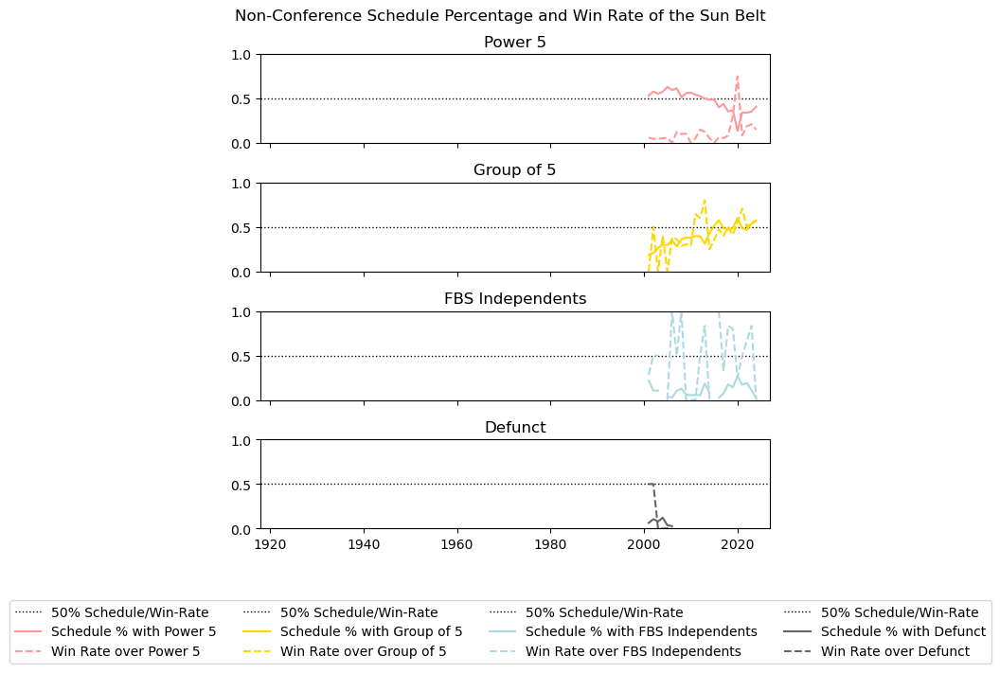 Non-Conference Schedule Percentage and Win Rate of the Sun Belt
Power 5
1.0
0.5
0.0
Group of 5
1.0
0.5
0.0
FBS Independents
1.0
0.5
0.0
Defunct
1.0
0.5
0.0
1920 1940 1960 1980 2000 2020
50% Schedule/Win-Rate 50% Schedule/Win-Rate 50% Schedule/Win-Rate 50% Schedule/Win-Rate
Schedule % with Power 5 Schedule % with Group of 5 Schedule % with FBS Independents Schedule % with Defunct
Win Rate over Power 5 Win Rate over Group of 5 Win Rate over FBS Independents Win Rate over Defunct